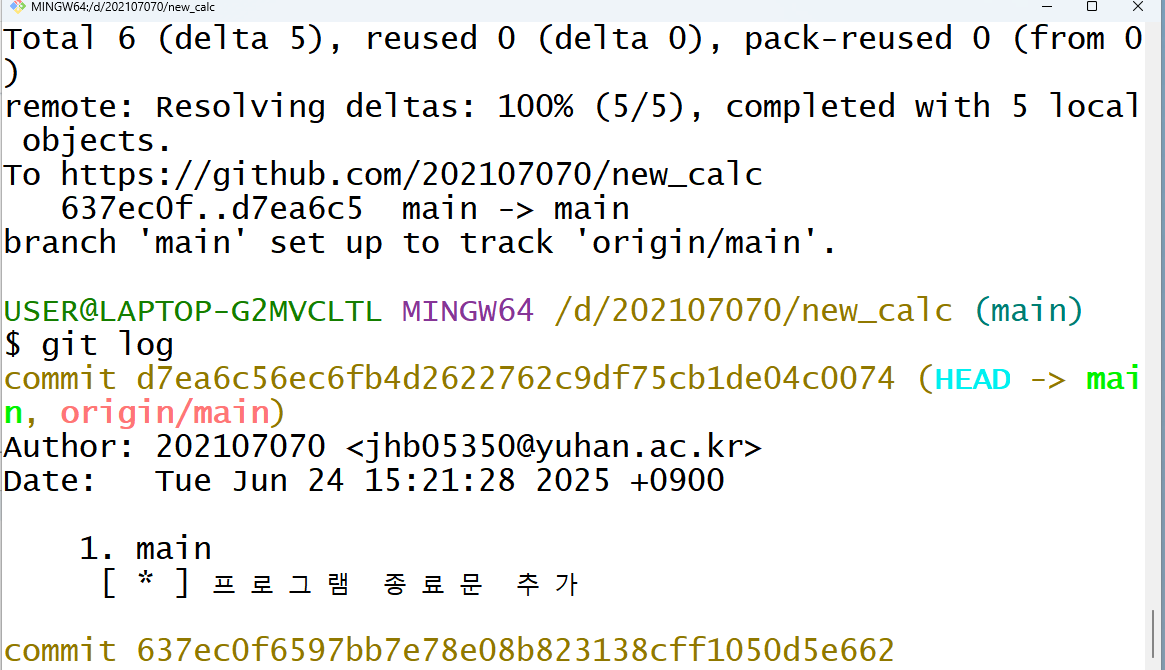 MINGW64:/d/202107070/new_calc
Total 6 (delta 5), reused 0 (delta 0), pack-reused 0 (from 0
)
remote: Resolving deltas: 100% (5/5), completed with 5 local
 objects.
To https://github.com/202107070/new_calc
   637ec0f..d7ea6c5  main -> main
branch 'main' set up to track 'origin/main'.
USER@LAPTOP-G2MVCLTL MINGW64 /d/202107070/new_calc (main)
$ git log
commit d7ea6c56ec6fb4d2622762c9df75cb1de04c0074 (HEAD -> mai
n, origin/main)
Author: 202107070 <jhb05350@yuhan.ac.kr>
Date:   Tue Jun 24 15:21:28 2025 +0900
    1. main
     [ * ] 프로그램 종료문 추가
commit 637ec0f6597bb7e78e08b823138cff1050d5e662